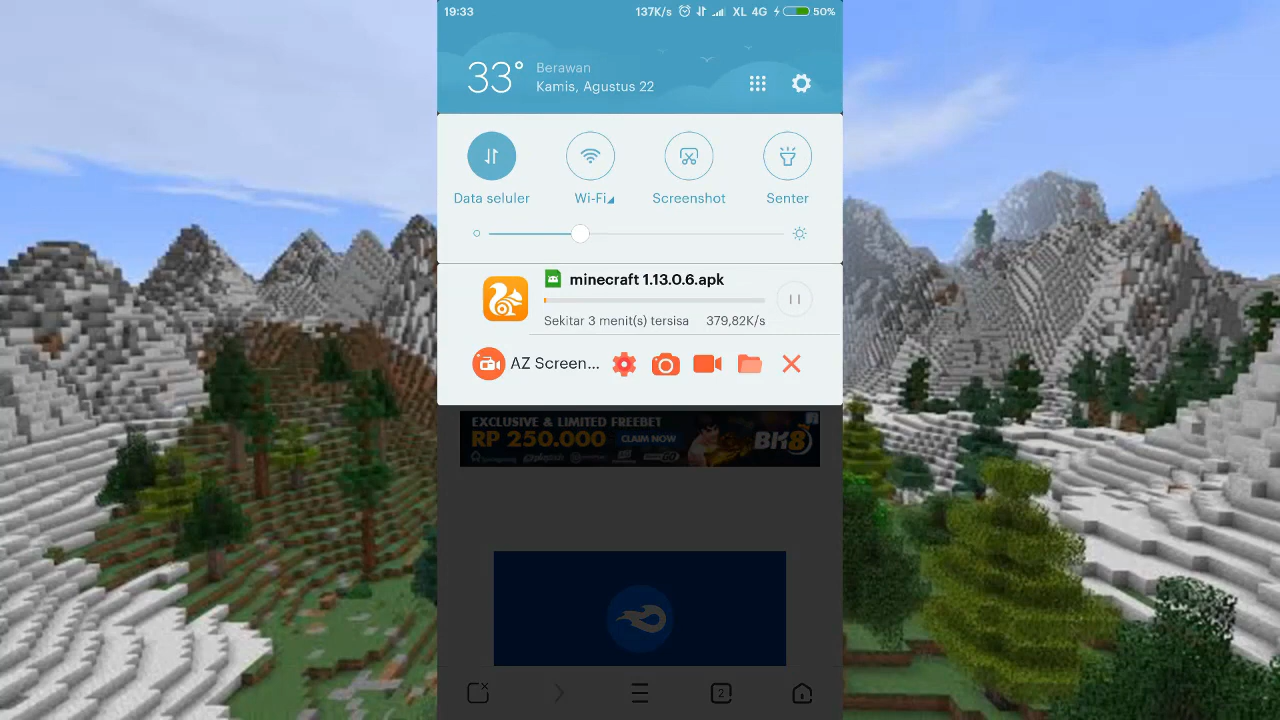 19:33 137K/s XL 4G 50%
33° Berawan
Kamis, Agustus 22
Data seluler Wi-Fi Screenshot Senter
minecraft 1.13.0.6.apk
Sekitar 3 menit(s) tersisa 379,82K/s
AZ Screen...
EXCLUSIVE & LIMITED FREEBET
RP 250.000 CLAIM NOW BK8
2